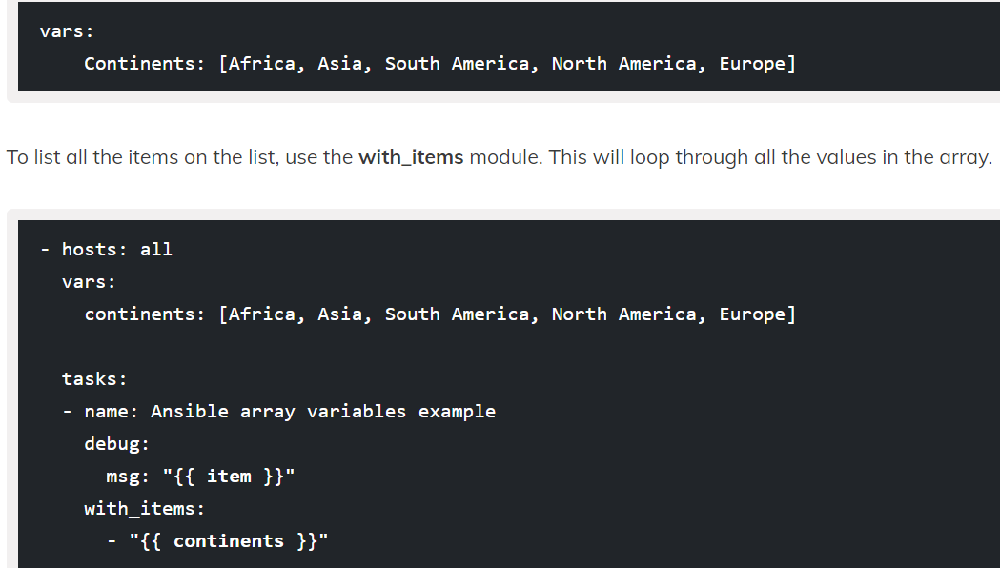 vars:
    Continents: [Africa, Asia, South America, North America, Europe]
To list all the items on the list, use the with_items module. This will loop through all the values in the array.
- hosts: all
  vars:
    continents: [Africa, Asia, South America, North America, Europe]
  tasks:
  - name: Ansible array variables example
    debug:
      msg: "{{ item }}"
    with_items:
      - "{{ continents }}"